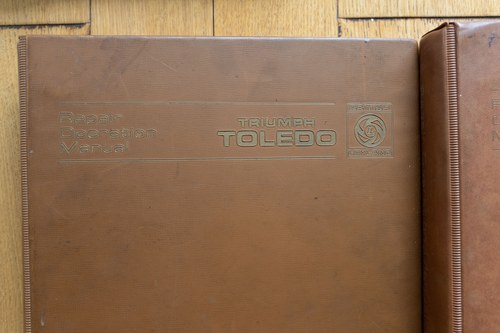 Repair
Operation
Manual
TRIUMPH
TOLEDO